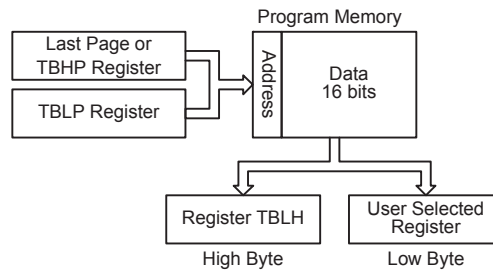 Program Memory
Last Page or
TBHP Register
TBLP Register
Address
Data
16 bits
Register TBLH
High Byte
User Selected
Register
Low Byte